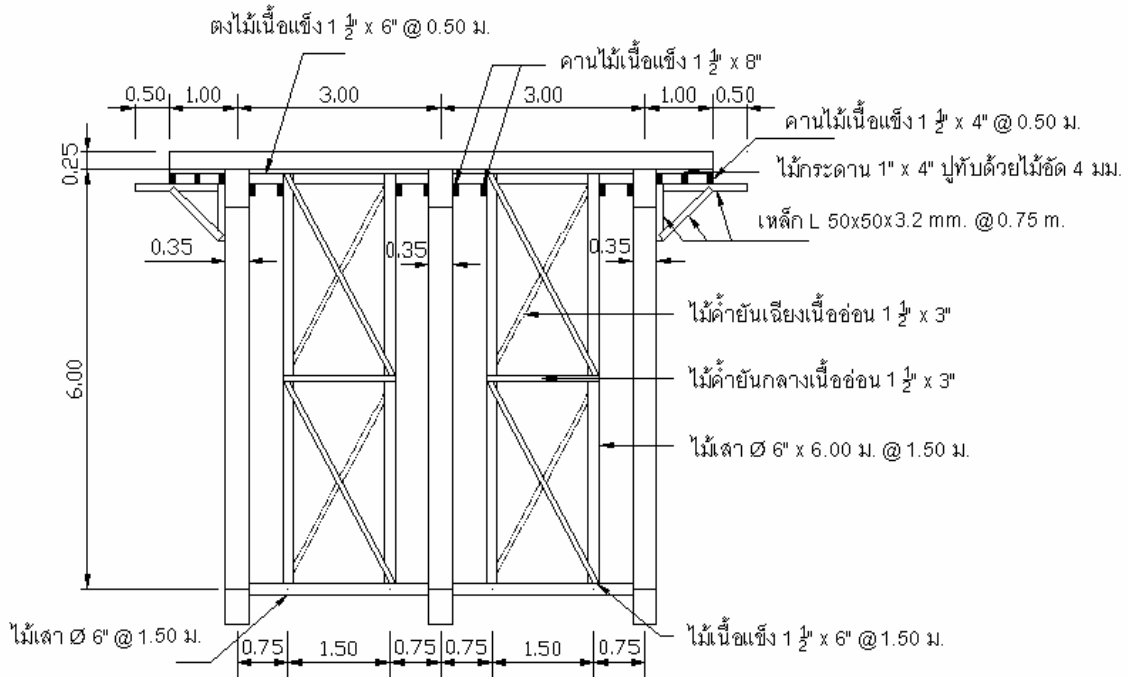 ตงไม้เนื้อแข็ง 1 1/2" x 6" @ 0.50 ม.
คานไม้เนื้อแข็ง 1 1/2" x 8"
0.50 1.00 3.00 3.00 1.00 0.50
คานไม้เนื้อแข็ง 1 1/2" x 4" @ 0.50 ม.
0.25
ไม้กระดาน 1" x 4" ปูทับด้วยไม้อัด 4 มม.
เหล็ก L 50x50x3.2 mm. @ 0.75 m.
0.35 0.35 0.35
ไม้ค้ำยันเฉียงเนื้ออ่อน 1 1/2" x 3"
6.00
ไม้ค้ำยันกลางเนื้ออ่อน 1 1/2" x 3"
ไม้เสา Ø 6" x 6.00 ม. @ 1.50 ม.
ไม้เสา Ø 6" @ 1.50 ม.
ไม้เนื้อแข็ง 1 1/2" x 6" @ 1.50 ม.
0.75 1.50 0.75 0.75 1.50 0.75